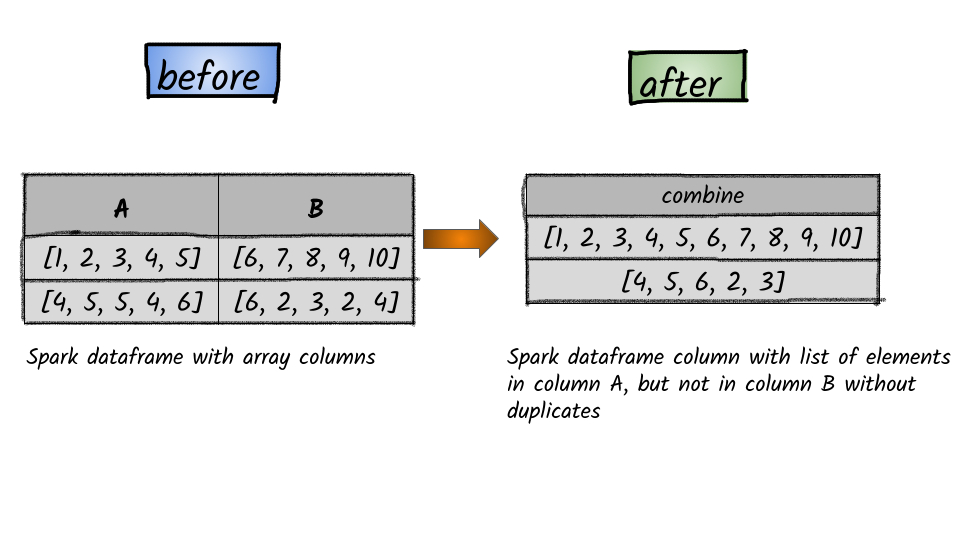 before
after
A B
[1, 2, 3, 4, 5] [6, 7, 8, 9, 10]
[4, 5, 5, 4, 6] [6, 2, 3, 2, 4]
Spark dataframe with array columns
combine
[1, 2, 3, 4, 5, 6, 7, 8, 9, 10]
[4, 5, 6, 2, 3]
Spark dataframe column with list of elements
in column A, but not in column B without
duplicates